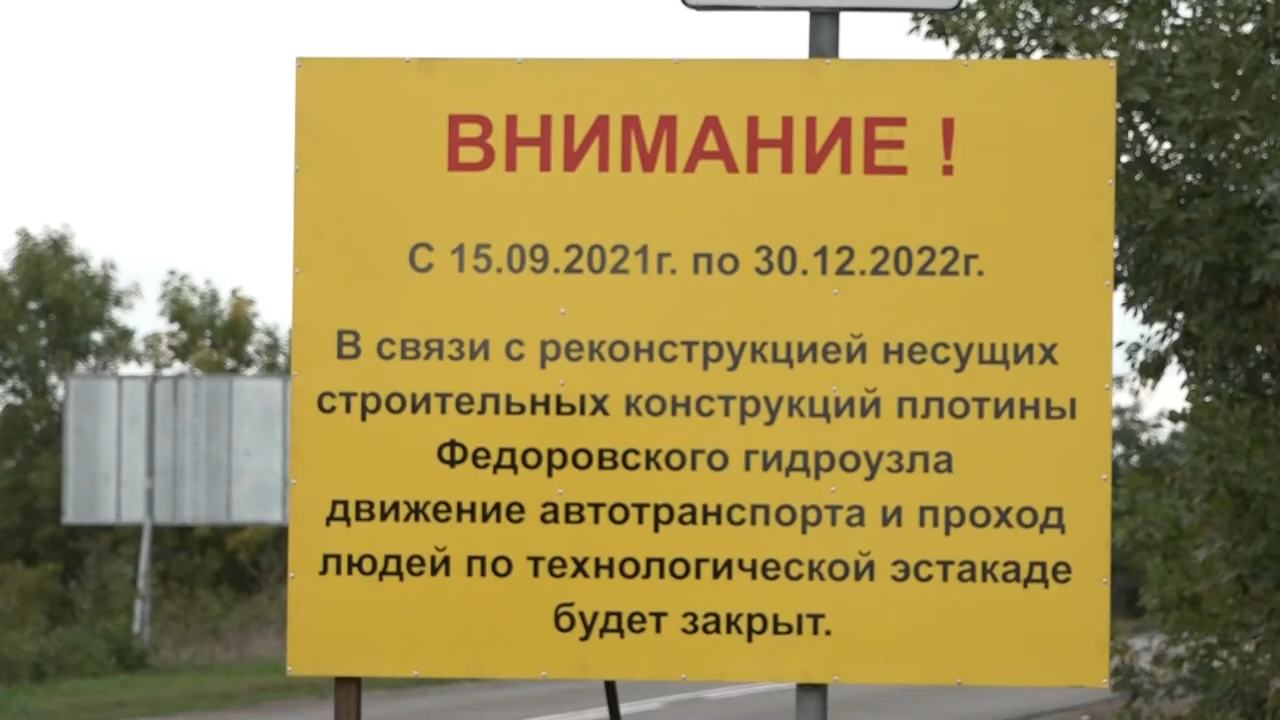 ВНИМАНИЕ !
С 15.09.2021г. по 30.12.2022г.
В связи с реконструкцией несущих
строительных конструкций плотины
Федоровского гидроузла
движение автотранспорта и проход
людей по технологической эстакаде
будет закрыт.